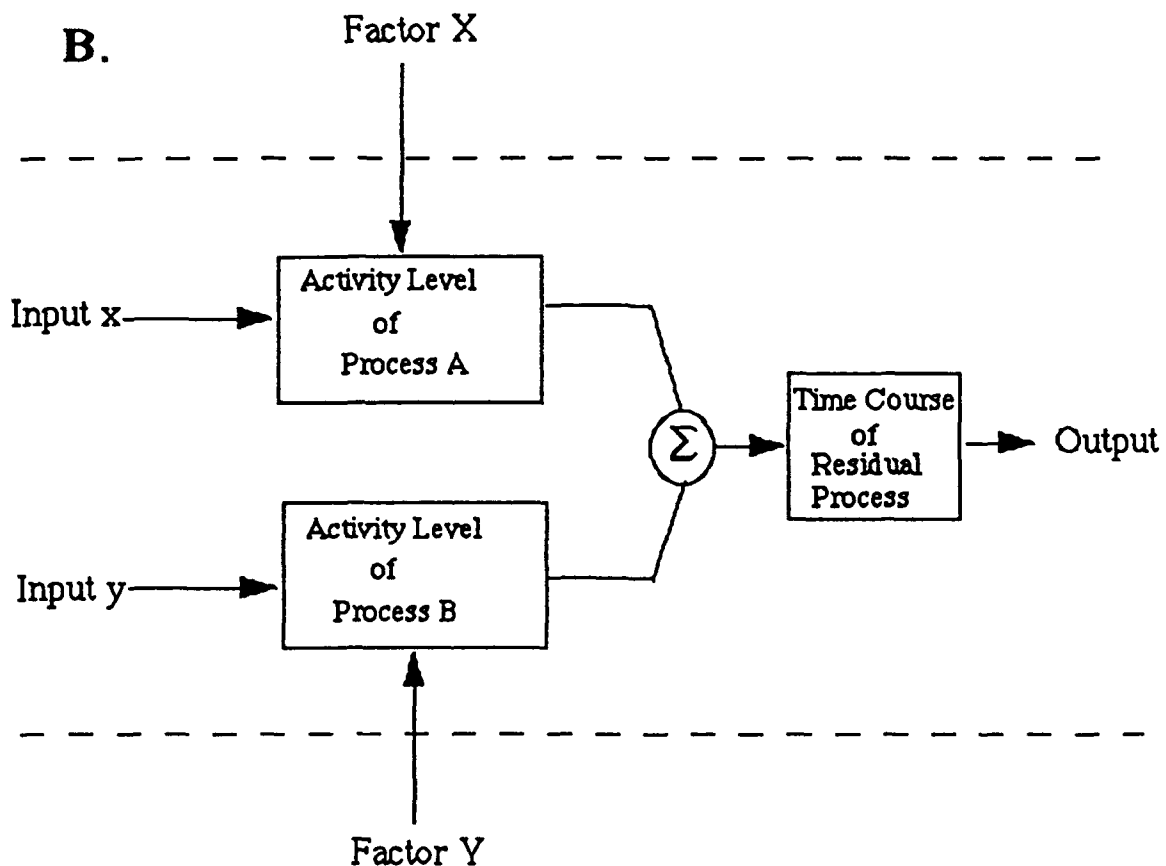 B.
Factor X
Input x
Activity Level
of
Process A
Σ
Time Course
of
Residual
Process
Output
Input y
Activity Level
of
Process B
Factor Y